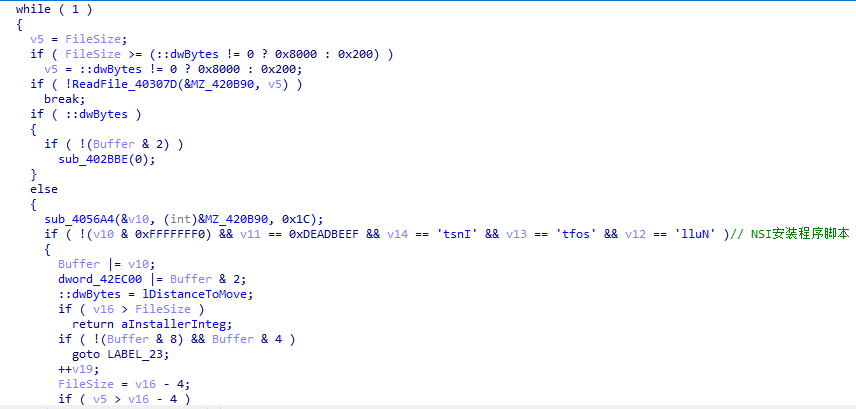 while ( 1 )
{
v5 = FileSize;
if ( FileSize >= (::dwBytes != 0 ? 0x8000 : 0x200) )
v5 = ::dwBytes != 0 ? 0x8000 : 0x200;
if ( !ReadFile_40307D(&MZ_420B90, v5) )
break;
if ( ::dwBytes )
{
if ( !(Buffer & 2) )
sub_402BBE(0);
}
else
{
sub_4056A4(&v10, (int)&MZ_420B90, 0x1C);
if ( !(v10 & 0xFFFFFFF0) && v11 == 0xDEADBEEF && v14 == 'tsnI' && v13 == 'tfos' && v12 == 'lluN' )// NSI安装程序脚本
{
Buffer |= v10;
dword_42EC00 |= Buffer & 2;
::dwBytes = lDistanceToMove;
if ( v16 > FileSize )
return aInstallerInteg;
if ( !(Buffer & 8) && Buffer & 4 )
goto LABEL_23;
++v19;
FileSize = v16 - 4;
if ( v5 > v16 - 4 )